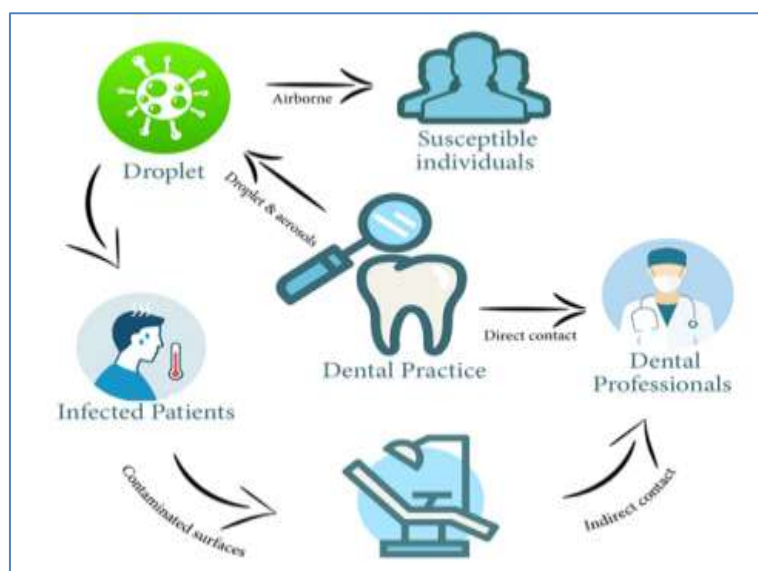 Airborne
Susceptible
individuals
Droplet
Droplet & aerosols
Direct contact
Dental Practice
Dental
Professionals
Infected Patients
Contaminated surfaces
Indirect contact